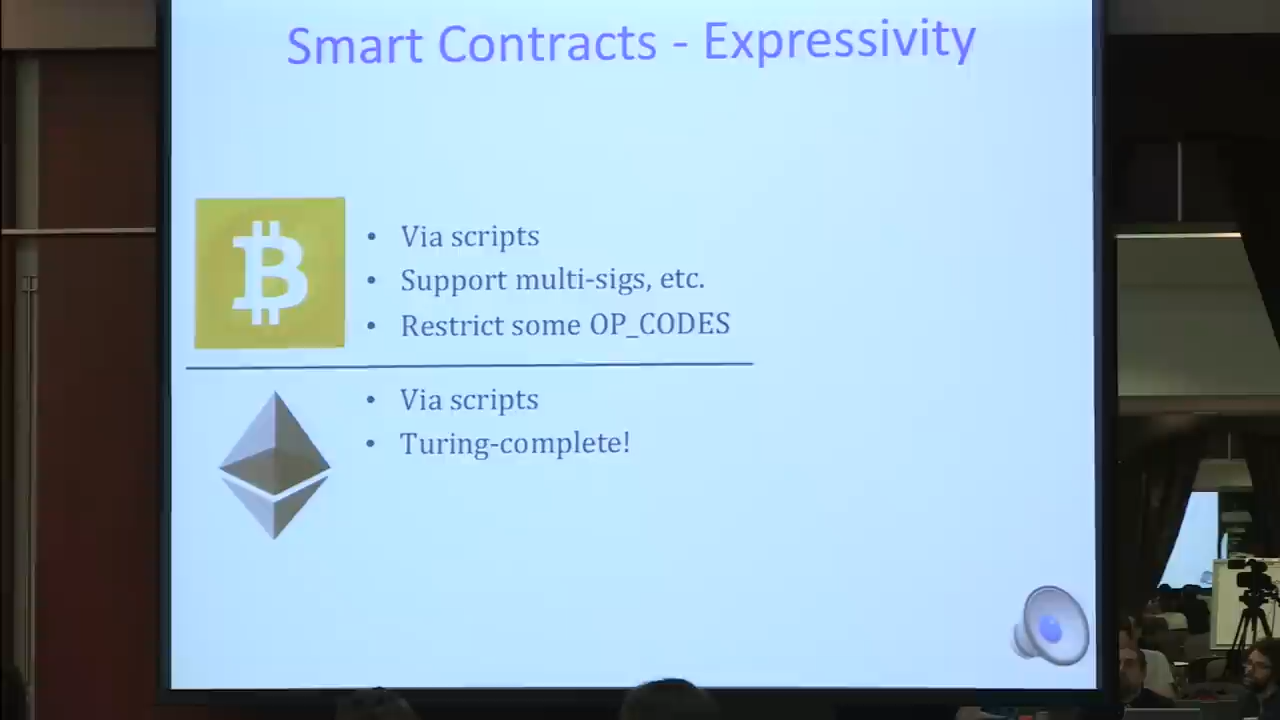 Smart Contracts - Expressivity
• Via scripts
• Support multi-sigs, etc.
• Restrict some OP_CODES
• Via scripts
• Turing-complete!